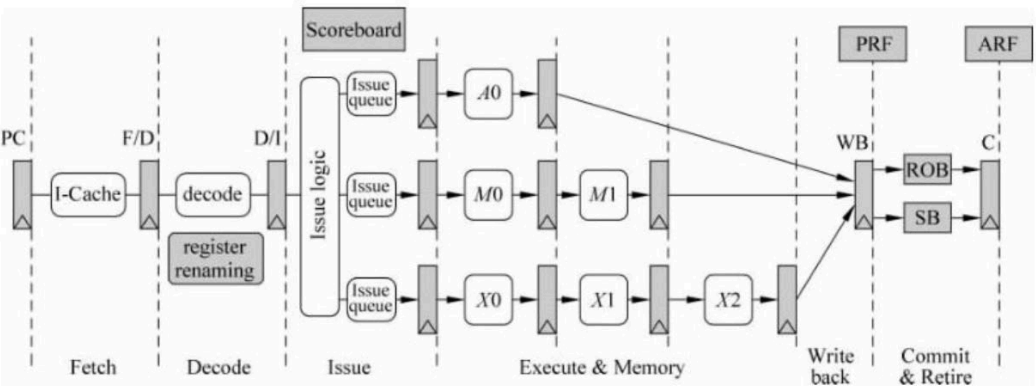 Scoreboard
PRF
ARF
PC
F/D
D/I
WB
C
I-Cache
decode
register
renaming
Issue logic
Issue
queue
A0
Issue
queue
M0
M1
Issue
queue
X0
X1
X2
ROB
SB
Fetch
Decode
Issue
Execute & Memory
Write
back
Commit
& Retire